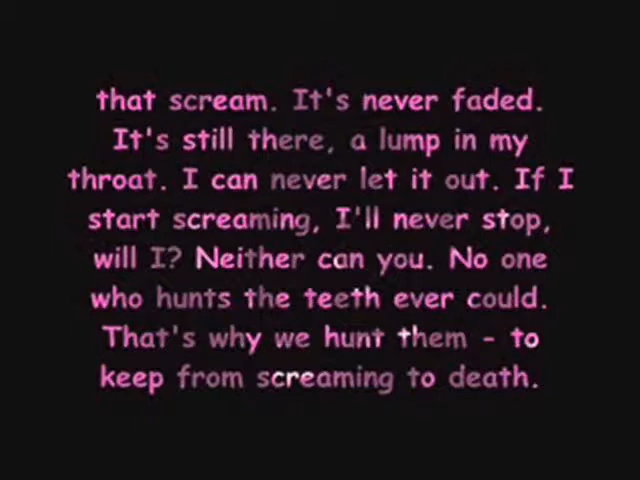 that scream. It's never faded.
It's still there, a lump in my
throat. I can never let it out. If I
start screaming, I'll never stop,
will I? Neither can you. No one
who hunts the teeth ever could.
That's why we hunt them - to
keep from screaming to death.